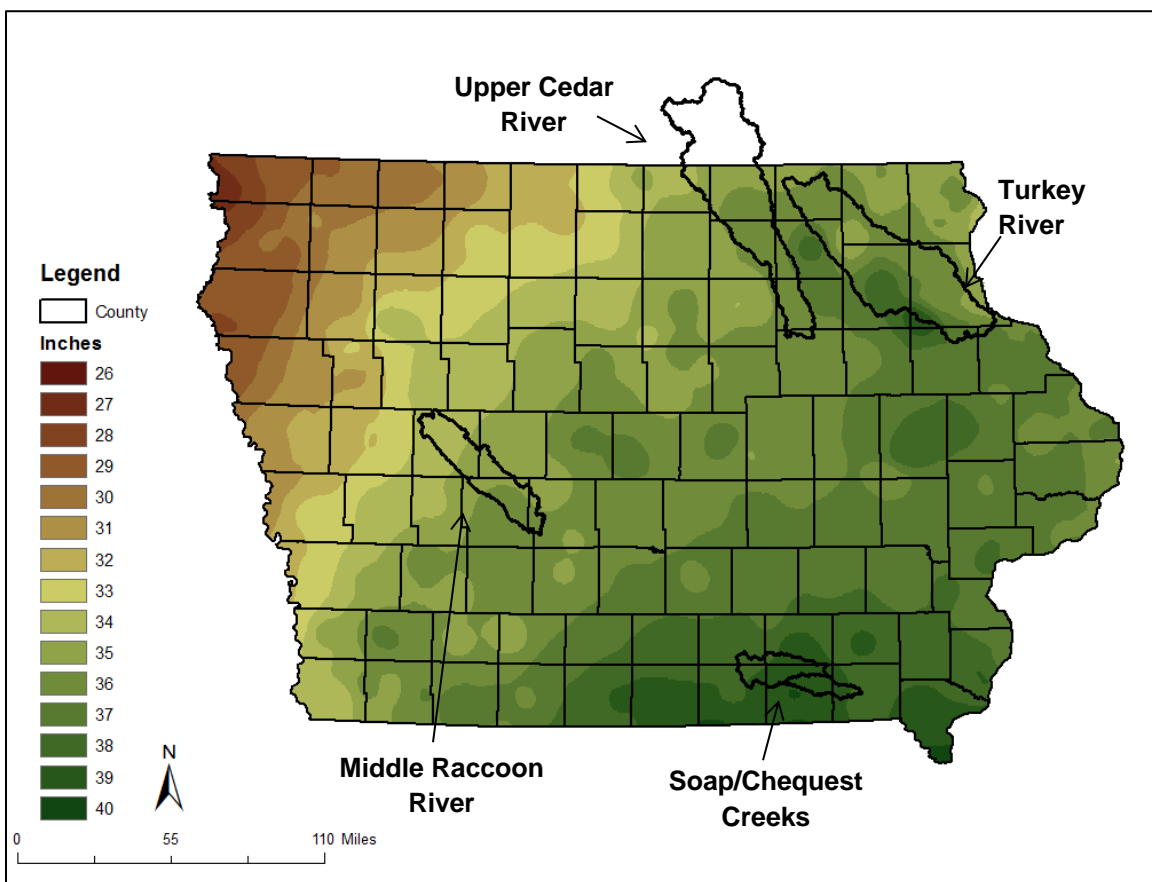 Upper Cedar
River
Turkey
River
Legend
County
Inches
26
27
28
29
30
31
32
33
34
35
36
37
38
39
40
N
Middle Raccoon
River
Soap/Chequest
Creeks
0 55 110 Miles